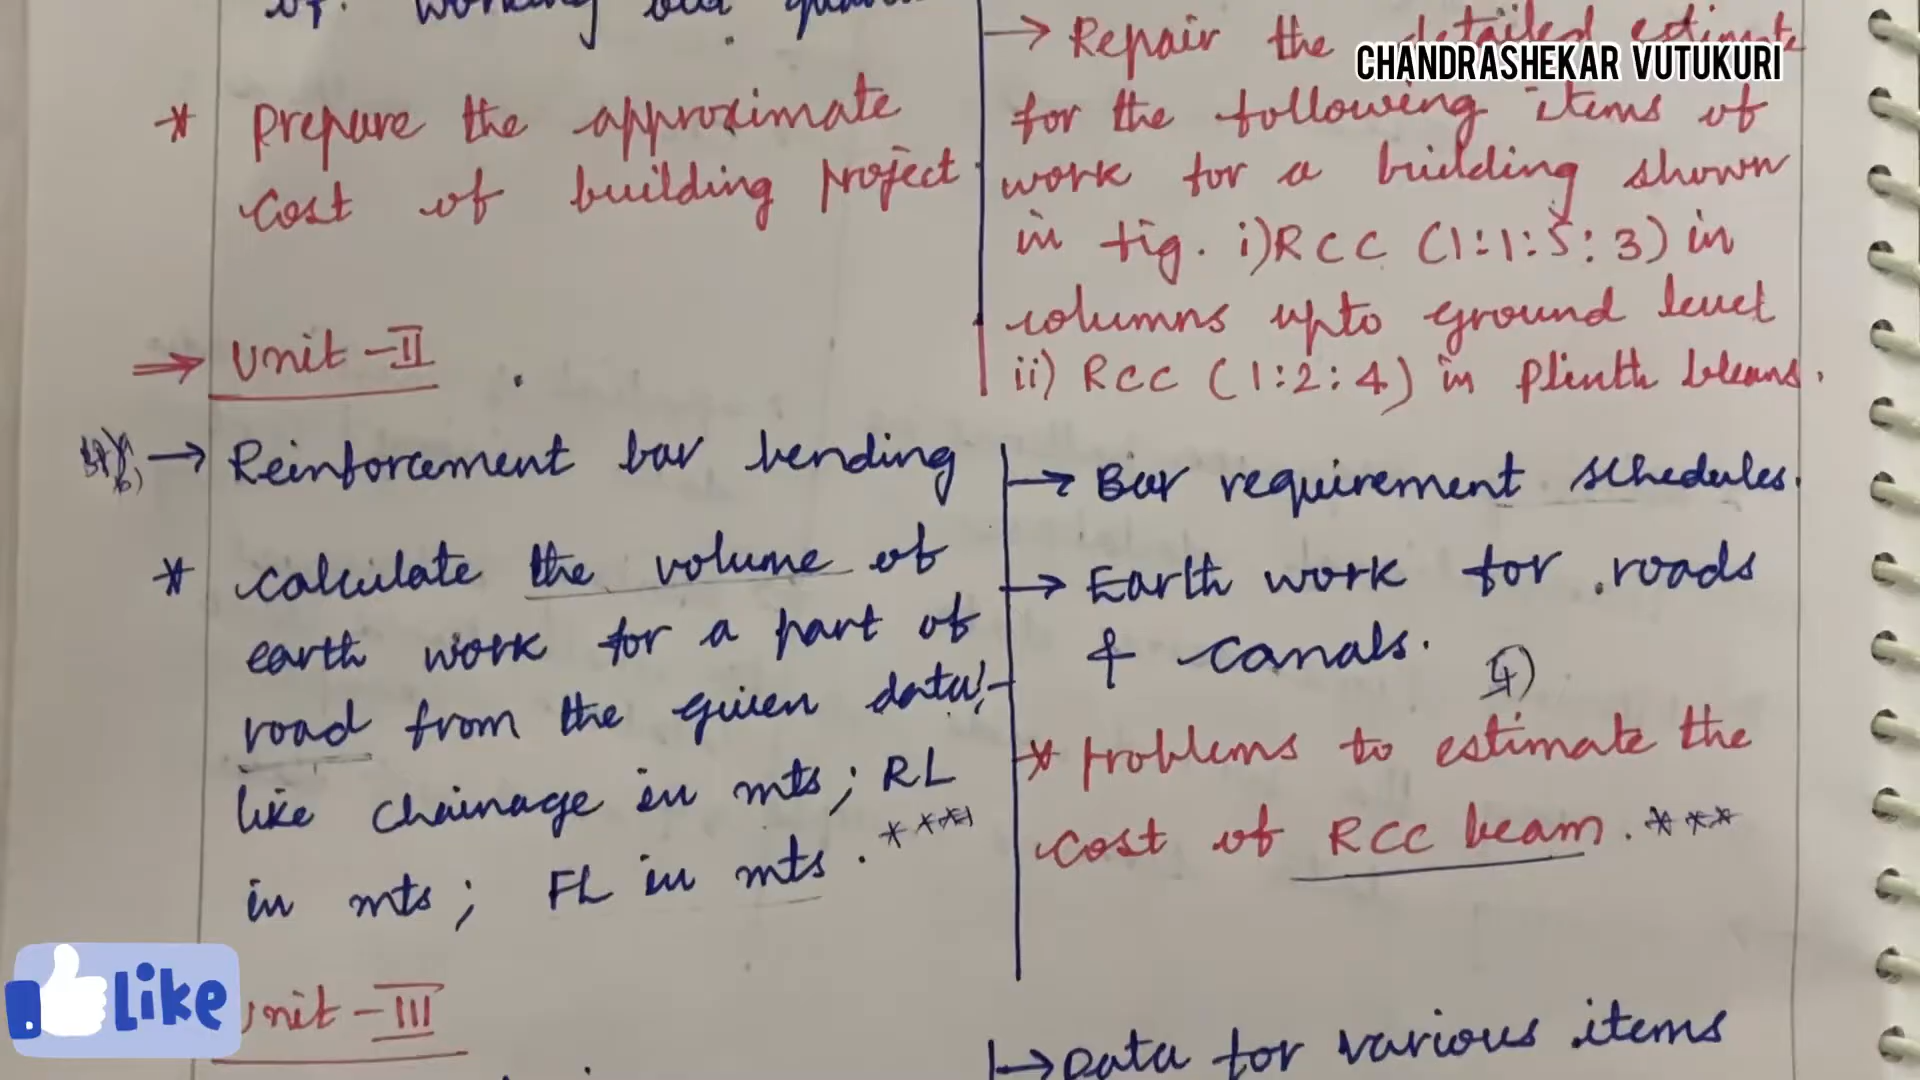 of. working out
* prepare the approximate
cost of building project
⇒ Unit -II
→ Reinforcement bar bending
* calculate the volume of
earth work for a part of
road from the given data,
like chainage in mts; RL
in mts; FL in mts. ****
Unit -III
→ Repair the detailed estimate
for the following items of
work for a building shown
in fig. i) RCC (1:1:5:3) in
columns upto ground level
ii) RCC (1:2:4) in plinth beams.
→ Bar requirement schedules.
→ Earth work for roads
& canals.
4)
* problems to estimate the
cost of RCC beam. ***
→ Data for various items
CHANDRASHEKAR VUTUKURI
Like